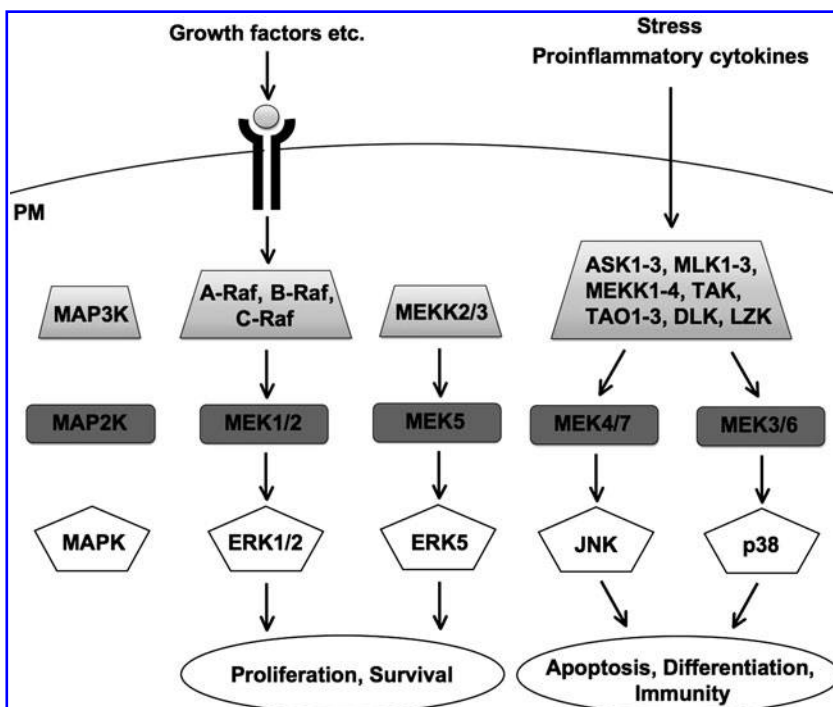 Growth factors etc.
Stress
Proinflammatory cytokines
PM
MAP3K
A-Raf, B-Raf,
C-Raf
MEKK2/3
ASK1-3, MLK1-3,
MEKK1-4, TAK,
TAO1-3, DLK, LZK
MAP2K
MEK1/2
MEK5
MEK4/7
MEK3/6
MAPK
ERK1/2
ERK5
JNK
p38
Proliferation, Survival
Apoptosis, Differentiation,
Immunity